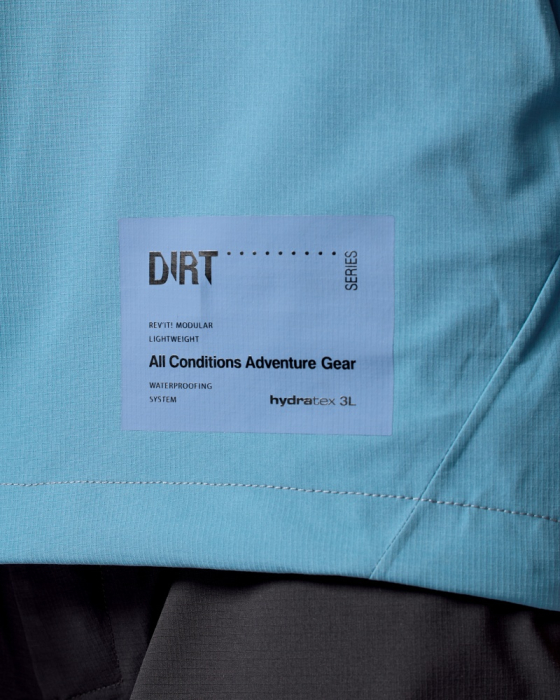 DIRT ·········· SERIES
REV'IT! MODULAR
LIGHTWEIGHT
All Conditions Adventure Gear
WATERPROOFING
SYSTEM
hydratex 3L